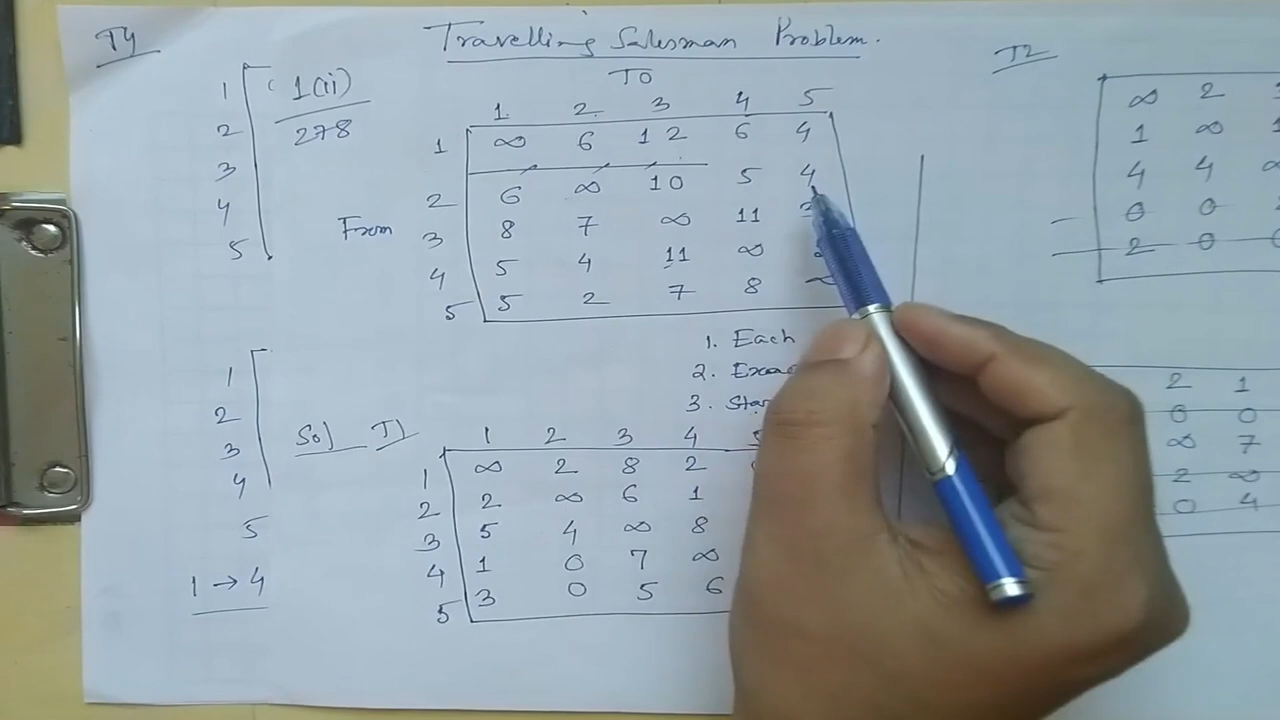 T4
Travelling Salesman Problem.
T2
1(ii)
278
1
2
3
4
5
TO
1. 2. 3 4 5
1 ∞ 6 12 6 4
2 6 ∞ 10 5 4
From
3 8 7 ∞ 11
4 5 4 11 ∞
5 5 2 7 8 ∞
∞ 2
1 ∞
4 4
0 0
2 0
1. Each
2.
3.
1
2
3
4
5
1 → 4
Sol T1
1 2 3 4
1 ∞ 2 8 2
2 2 ∞ 6 1
3 5 4 ∞ 8
4 1 0 7 ∞
5 3 0 5 6
2 1
0 0
∞ 7
2 ∞
0 4